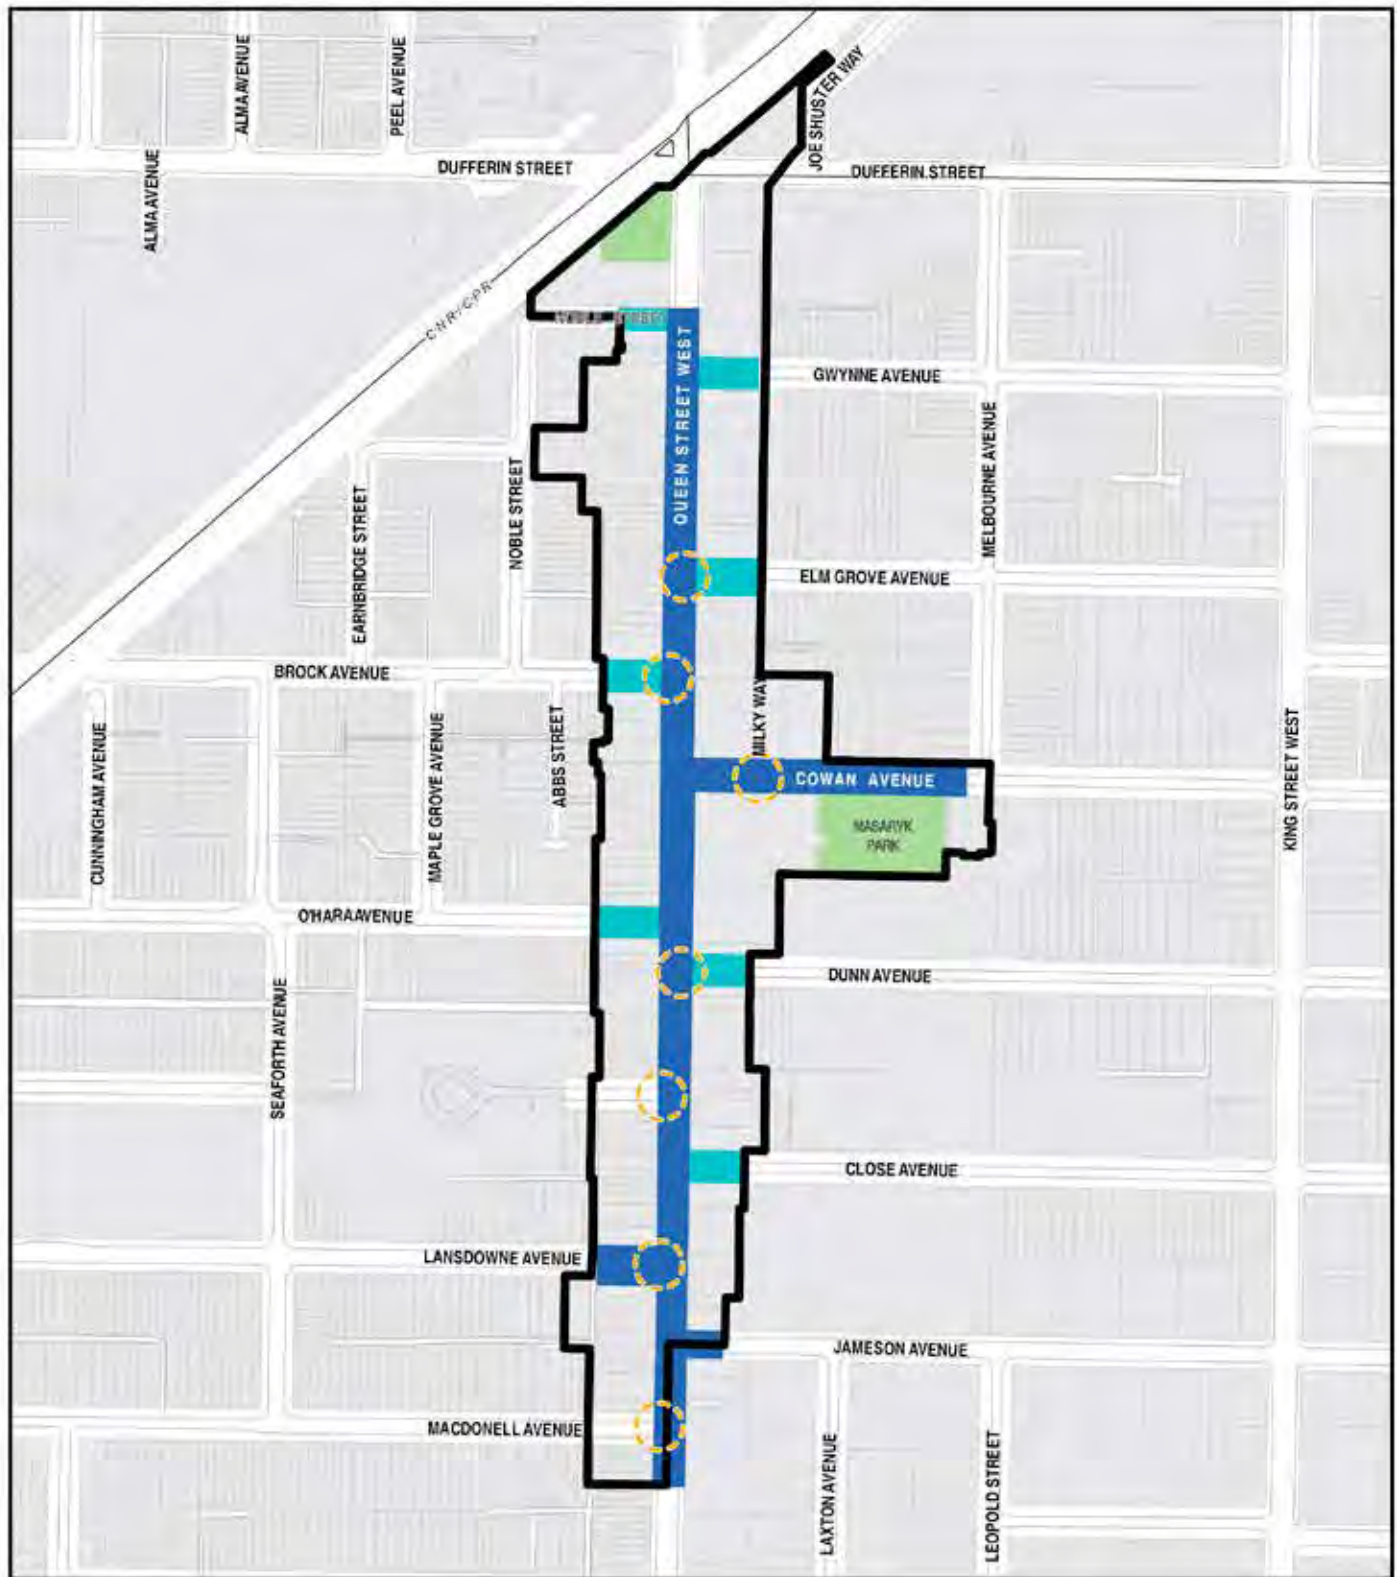 ALMA AVENUE
PEEL AVENUE
JOE SHUSTER WAY
DUFFERIN STREET
DUFFERIN STREET
ALMA AVENUE
CNR/CPR
QUEEN STREET WEST
GWYNNE AVENUE
MELBOURNE AVENUE
NOBLE STREET
EARNBRIDGE STREET
ELM GROVE AVENUE
BROCK AVENUE
MILKY WAY
CUNNINGHAM AVENUE
MAPLE GROVE AVENUE
ABBS STREET
COWAN AVENUE
KING STREET WEST
MASARYK
PARK
O'HARA AVENUE
DUNN AVENUE
SEAFORTH AVENUE
CLOSE AVENUE
LANSDOWNE AVENUE
JAMESON AVENUE
MACDONELL AVENUE
LAXTON AVENUE
LEOPOLD STREET